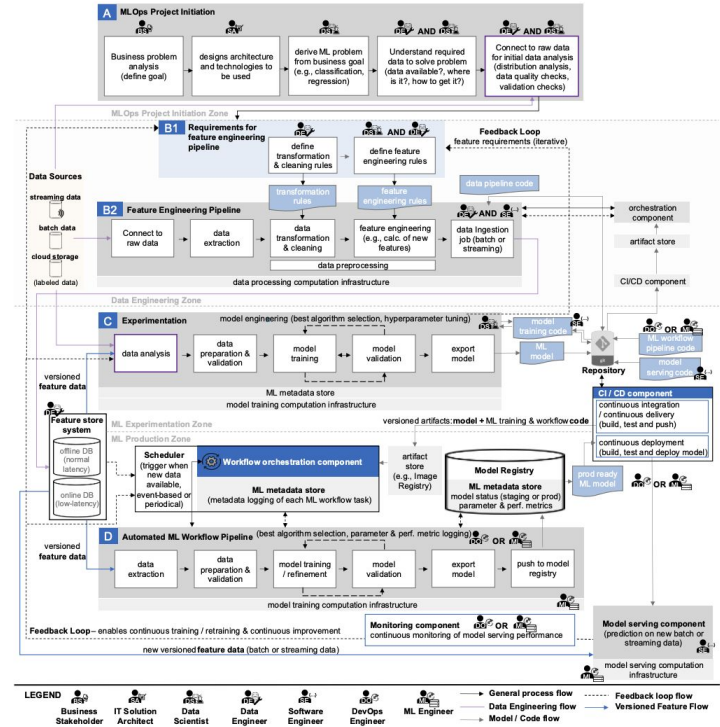 A MLOps Project Initiation
BS
SA
DS
DE AND DS
DE AND DS
Business problem
analysis
(define goal)
designs architecture
and technologies to
be used
derive ML problem
from business goal
(e.g., classification,
regression)
Understand required
data to solve problem
(data available?, where
is it?, how to get it?)
Connect to raw data
for initial data analysis
(distribution analysis,
data quality checks,
validation checks)
MLOps Project Initiation Zone
B1 Requirements for
feature engineering
pipeline
DE
DS AND DE
define
transformation
& cleaning rules
define feature
engineering rules
Feedback Loop
feature requirements (iterative)
Data Sources
streaming data
batch data
cloud storage
(labeled data)
transformation
rules
feature
engineering rules
data pipeline code
B2 Feature Engineering Pipeline
DE AND SE
Connect to
raw data
data
extraction
data
transformation
& cleaning
feature engineering
(e.g., calc. of new
features)
data Ingestion
job (batch or
streaming)
data preprocessing
data processing computation infrastructure
orchestration
component
artifact store
CI/CD component
Data Engineering Zone
C Experimentation
model engineering (best algorithm selection, hyperparameter tuning)
DS
data analysis
data
preparation &
validation
model
training
model
validation
export
model
ML metadata store
model training computation infrastructure
model
training code
SE
ML
model
Repository
DO OR ML
ML workflow
pipeline code
model
serving code
SE
versioned
feature data
DE
Feature store
system
offline DB
(normal
latency)
online DB
(low-latency)
ML Experimentation Zone
ML Production Zone
versioned artifacts: model + ML training & workflow code
CI / CD component
continuous integration
/ continuous delivery
(build, test and push)
continuous deployment
(build, test and deploy model)
DO OR ML
Scheduler
(trigger when
new data
available,
event-based or
periodical)
Workflow orchestration component
ML metadata store
(metadata logging of each ML workflow task)
artifact
store
(e.g., Image
Registry)
Model Registry
ML metadata store
model status (staging or prod)
parameter & perf. metrics
prod ready
ML model
versioned
feature data
D Automated ML Workflow Pipeline
(best algorithm selection, parameter & perf. metric logging)
DO OR ML
data
extraction
data
preparation &
validation
model training
/ refinement
model
validation
export
model
push to model
registry
model training computation infrastructure
ML
Feedback Loop – enables continuous training / retraining & continuous improvement
Monitoring component
DO OR ML
continuous monitoring of model serving performance
new versioned feature data (batch or streaming data)
Model serving component
(prediction on new batch or
streaming data)
SE
model serving computation
infrastructure
ML
LEGEND
BS
Business
Stakeholder
SA
IT Solution
Architect
DS
Data
Scientist
DE
Data
Engineer
SE
Software
Engineer
DO
DevOps
Engineer
ML
ML Engineer
General process flow
Data Engineering flow
Model / Code flow
Feedback loop flow
Versioned Feature Flow